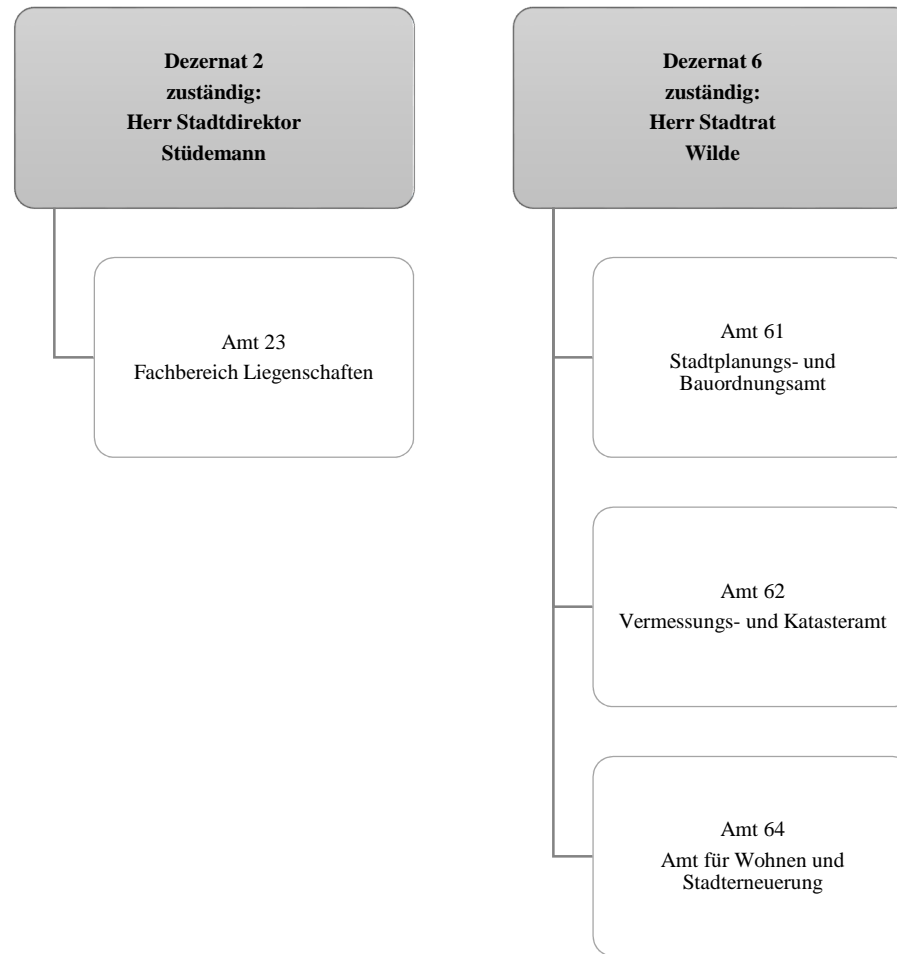 Dezernat 2
zuständig:
Herr Stadtdirektor
Stüdemann
Amt 23
Fachbereich Liegenschaften
Dezernat 6
zuständig:
Herr Stadtrat
Wilde
Amt 61
Stadtplanungs- und
Bauordnungsamt
Amt 62
Vermessungs- und Katasteramt
Amt 64
Amt für Wohnen und
Stadterneuerung